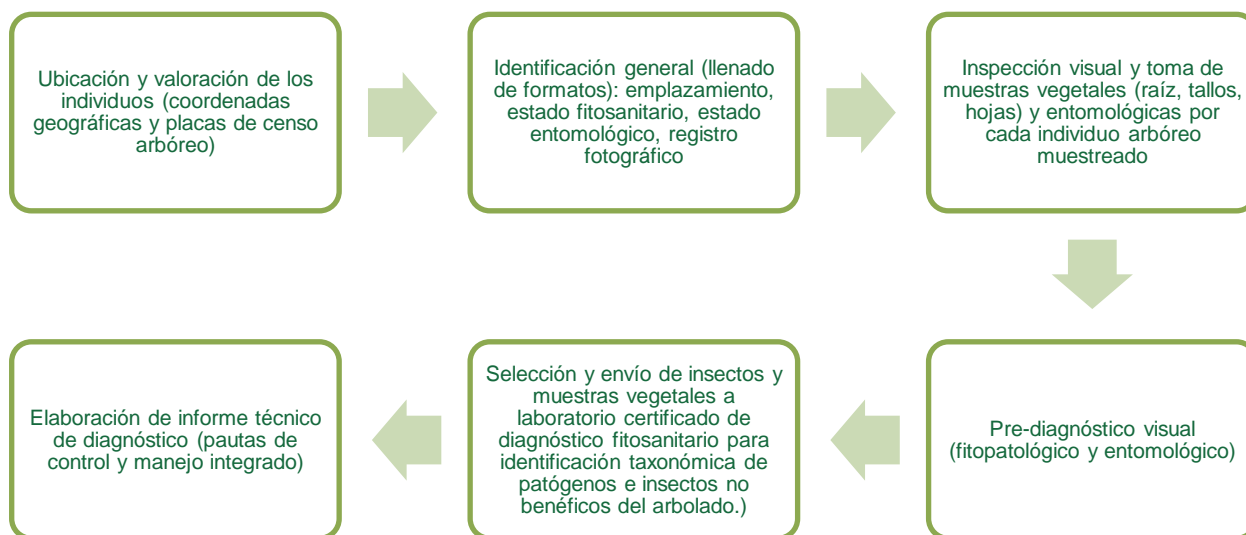 Ubicación y valoración de los
individuos (coordenadas
geográficas y placas de censo
arbóreo)
Identificación general (llenado
de formatos): emplazamiento,
estado fitosanitario, estado
entomológico, registro
fotográfico
Inspección visual y toma de
muestras vegetales (raíz, tallos,
hojas) y entomológicas por
cada individuo arbóreo
muestreado
Pre-diagnóstico visual
(fitopatológico y entomológico)
Selección y envío de insectos y
muestras vegetales a
laboratorio certificado de
diagnóstico fitosanitario para
identificación taxonómica de
patógenos e insectos no
benéficos del arbolado.)
Elaboración de informe técnico
de diagnóstico (pautas de
control y manejo integrado)